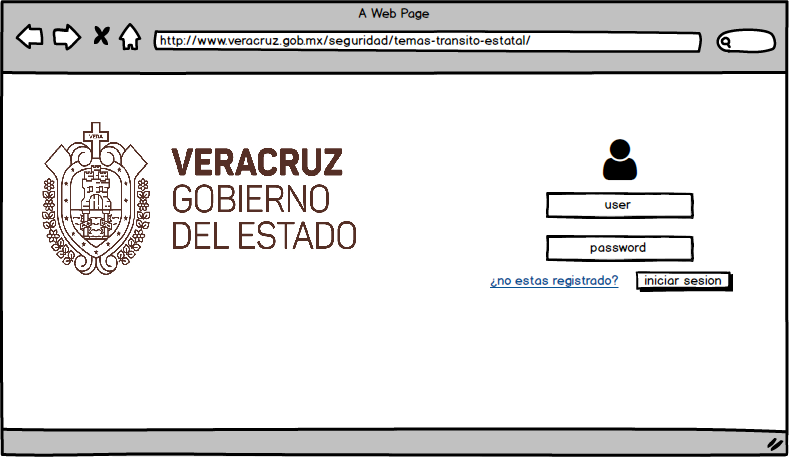 A Web Page
http://www.veracruz.gob.mx/seguridad/temas-transito-estatal/
VERA
VERACRUZ
GOBIERNO
DEL ESTADO
user
password
¿no estas registrado?
iniciar sesion